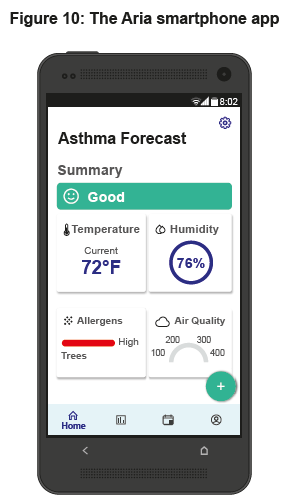 Figure 10: The Aria smartphone app
8:02
Asthma Forecast
Summary
Good
Temperature
Current
72°F
Humidity
76%
Allergens
High
Trees
Air Quality
200 300
100 400
+
Home